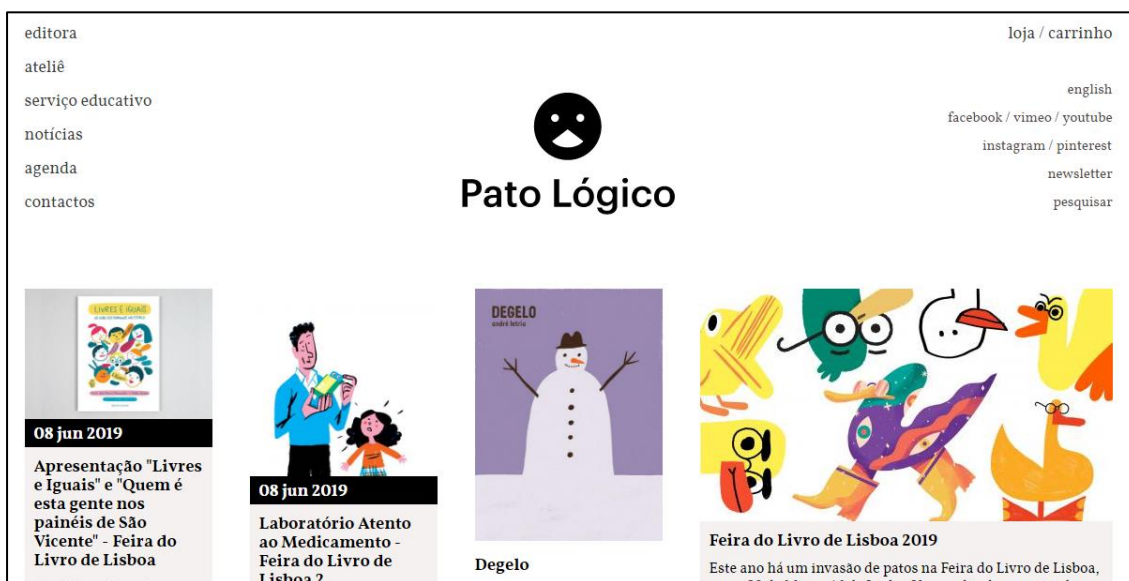 editora
ateliê
serviço educativo
notícias
agenda
contactos
loja / carrinho
english
facebook / vimeo / youtube
instagram / pinterest
newsletter
pesquisar
Pato Lógico
LIVRES E IGUAIS
08 jun 2019
Apresentação "Livres
e Iguais" e "Quem é
esta gente nos
painéis de São
Vicente" - Feira do
Livro de Lisboa
08 jun 2019
Laboratório Atento
ao Medicamento -
Feira do Livro de
Lisboa ?
DEGELO
andré letria
Degelo
Feira do Livro de Lisboa 2019
Este ano há um invasão de patos na Feira do Livro de Lisboa,